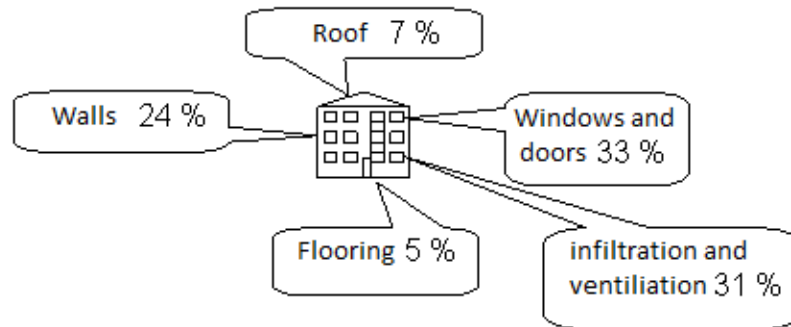 Roof 7 %
Walls 24 %
Windows and
doors 33 %
Flooring 5 %
infiltration and
ventiliation 31 %